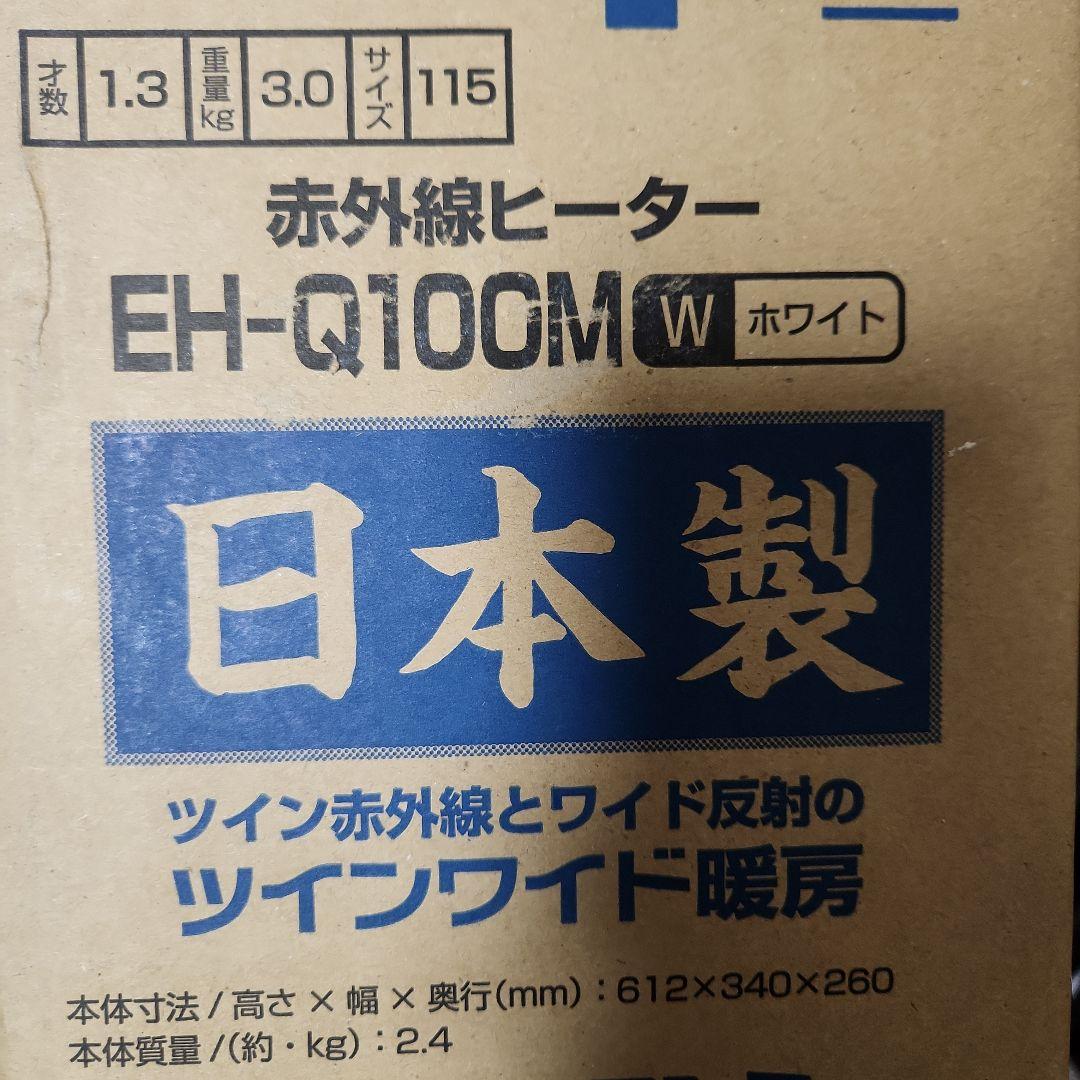 才数 1.3 重量kg 3.0 サイズ 115
赤外線ヒーター
EH-Q100M W ホワイト
日本製
ツイン赤外線とワイド反射の
ツインワイド暖房
本体寸法/高さ×幅×奥行(mm):612×340×260
本体質量/(約・kg):2.4